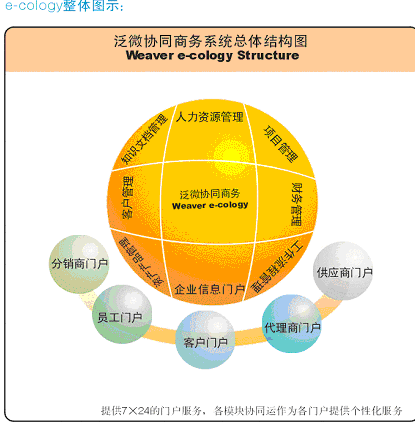 e-cology整体图示：
泛微协同商务系统总体结构图
Weaver e-cology Structure
知识文档管理
人力资源管理
项目管理
客户管理
泛微协同商务
Weaver e-cology
财务管理
资产产品管理
企业信息门户
工作流程管理
分销商门户
员工门户
客户门户
代理商门户
供应商门户
提供7×24的门户服务，各模块协同运作为各门户提供个性化服务